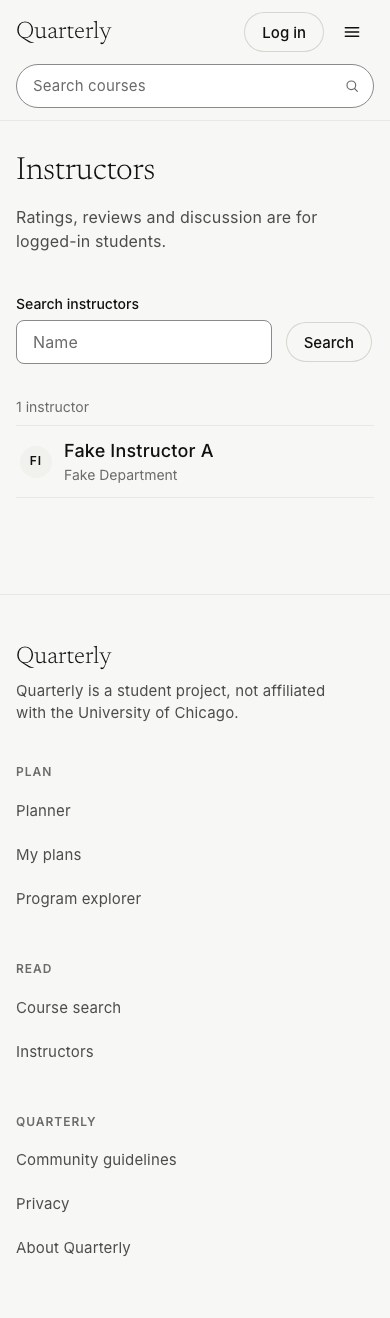 Quarterly
Log in
Search courses
Instructors
Ratings, reviews and discussion are for
logged-in students.
Search instructors
Name
Search
1 instructor
FI
Fake Instructor A
Fake Department
Quarterly
Quarterly is a student project, not affiliated
with the University of Chicago.
PLAN
Planner
My plans
Program explorer
READ
Course search
Instructors
QUARTERLY
Community guidelines
Privacy
About Quarterly